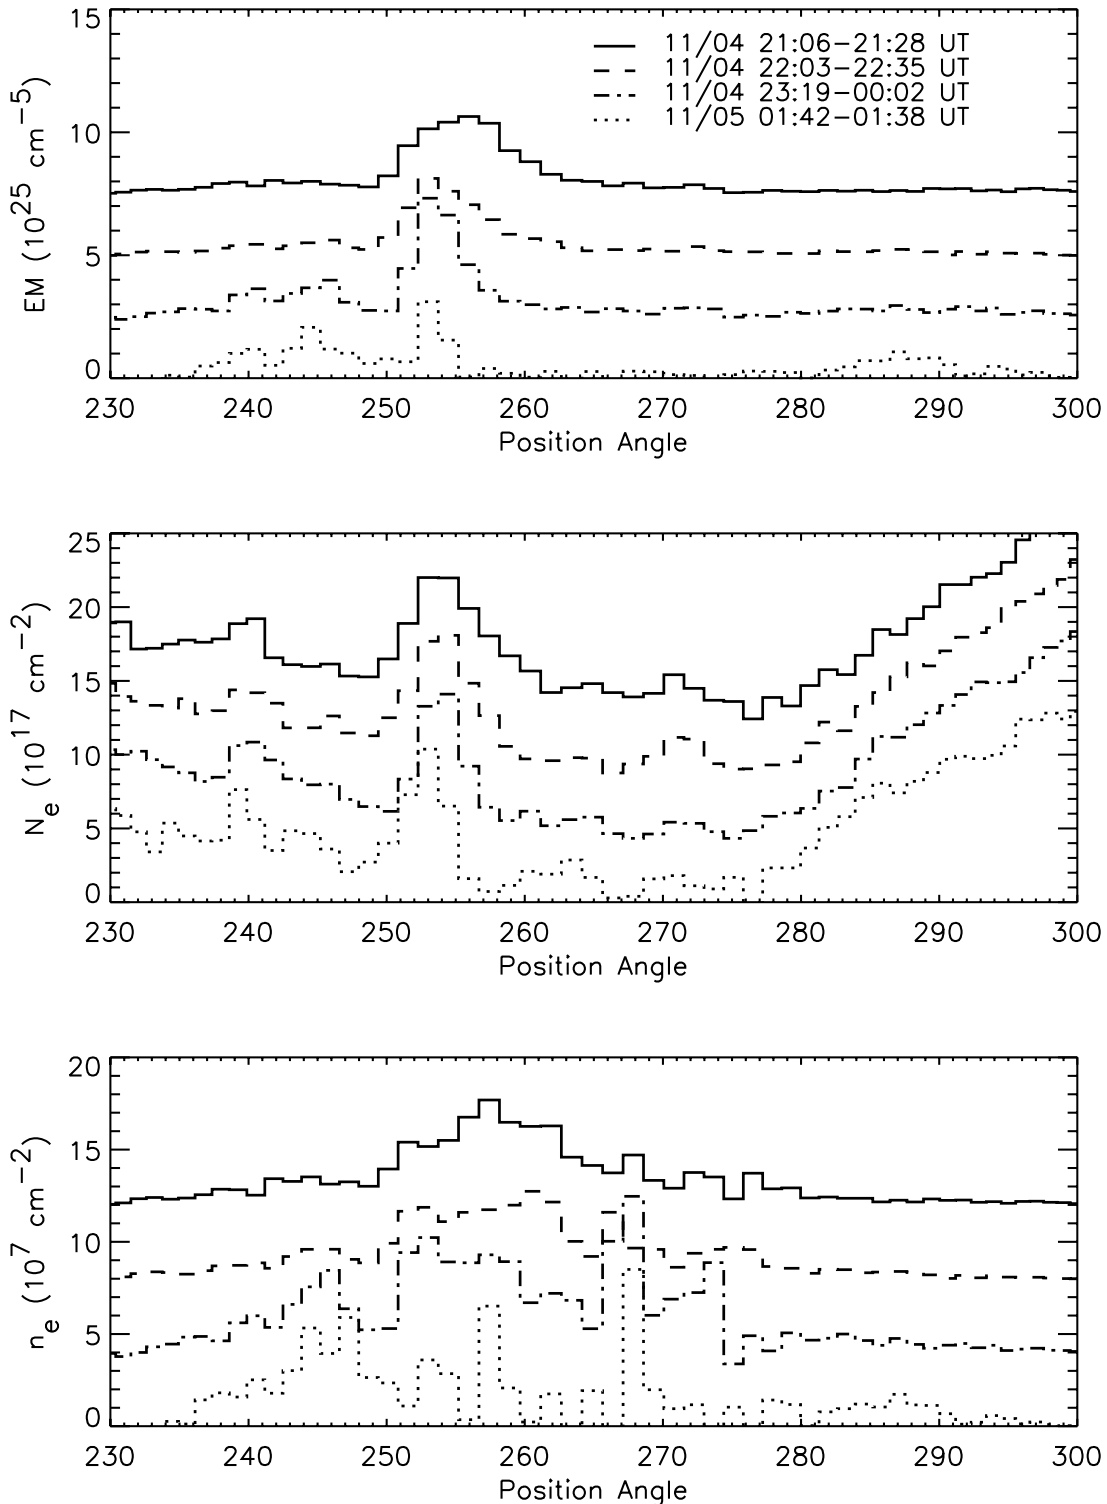 15
10
5
0
EM (10^25 cm^-5)
11/04 21:06-21:28 UT
11/04 22:03-22:35 UT
11/04 23:19-00:02 UT
11/05 01:42-01:38 UT
230 240 250 260 270 280 290 300
Position Angle
25
20
15
10
5
0
N_e (10^17 cm^-2)
230 240 250 260 270 280 290 300
Position Angle
20
15
10
5
0
n_e (10^7 cm^-2)
230 240 250 260 270 280 290 300
Position Angle